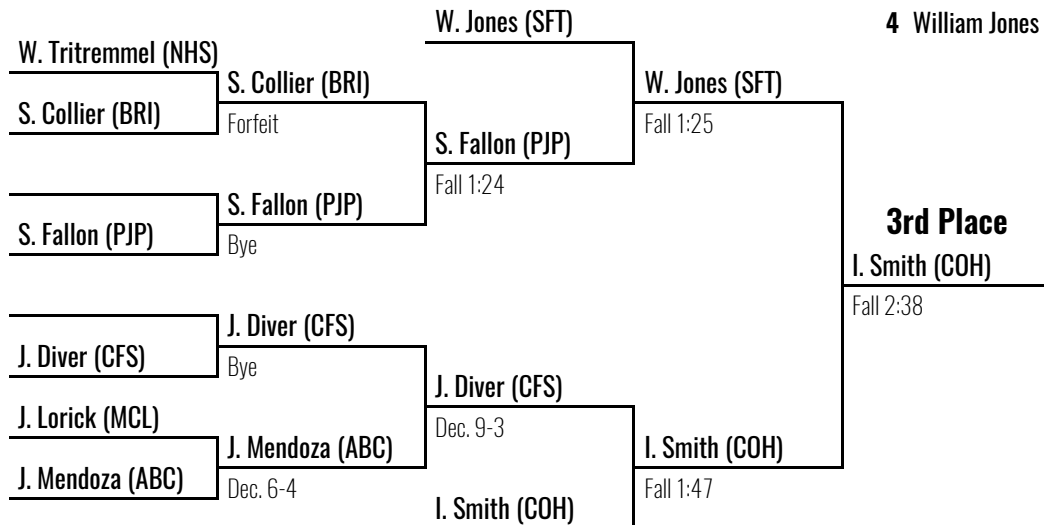 W. Jones (SFT)
4 William Jones
W. Tritremmel (NHS)
S. Collier (BRI)
W. Jones (SFT)
S. Collier (BRI)
Forfeit
Fall 1:25
S. Fallon (PJP)
Fall 1:24
S. Fallon (PJP)
3rd Place
S. Fallon (PJP)
Bye
I. Smith (COH)
Fall 2:38
J. Diver (CFS)
J. Diver (CFS)
Bye
J. Diver (CFS)
J. Lorick (MCL)
Dec. 9-3
J. Mendoza (ABC)
I. Smith (COH)
J. Mendoza (ABC)
Dec. 6-4
Fall 1:47
I. Smith (COH)